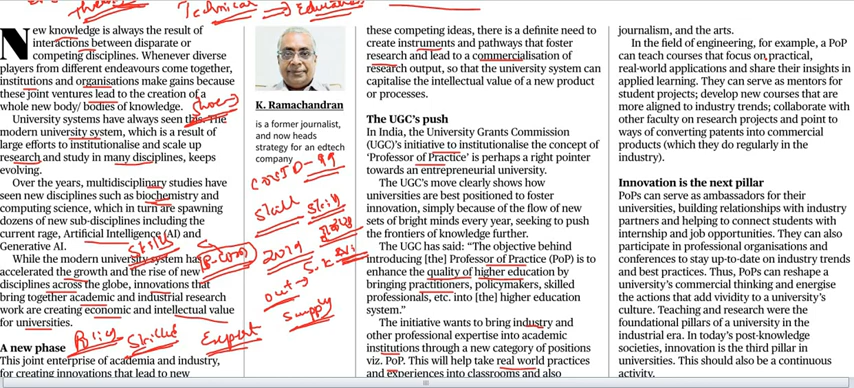 Technical ⇒ Education
New knowledge is always the result of
interactions between disparate or
competing disciplines. Whenever diverse
players from different endeavours come together,
institutions and organisations make gains because
these joint ventures lead to the creation of a
whole new body/ bodies of knowledge.
University systems have always seen this. The
modern university system, which is a result of
large efforts to institutionalise and scale up
research and study in many disciplines, keeps
evolving.
Over the years, multidisciplinary studies have
seen new disciplines such as biochemistry and
computing science, which in turn are spawning
dozens of new sub-disciplines including the
current rage, Artificial Intelligence (AI) and
Generative AI.
Skills
While the modern university system has
accelerated the growth and the rise of new
disciplines across the globe, innovations that
bring together academic and industrial research
work are creating economic and intellectual value
for universities.
Skilled Expert
A new phase
This joint enterprise of academia and industry,
for creating innovations that lead to new
K. Ramachandran
is a former journalist,
and now heads
strategy for an edtech
company
COVID-19
2019
out →
Supply
these competing ideas, there is a definite need to
create instruments and pathways that foster
research and lead to a commercialisation of
research output, so that the university system can
capitalise the intellectual value of a new product
or processes.
The UGC's push
In India, the University Grants Commission
(UGC)'s initiative to institutionalise the concept of
'Professor of Practice' is perhaps a right pointer
towards an entrepreneurial university.
The UGC's move clearly shows how
universities are best positioned to foster
innovation, simply because of the flow of new
sets of bright minds every year, seeking to push
the frontiers of knowledge further.
The UGC has said: "The objective behind
introducing [the] Professor of Practice (PoP) is to
enhance the quality of higher education by
bringing practitioners, policymakers, skilled
professionals, etc. into [the] higher education
system."
The initiative wants to bring industry and
other professional expertise into academic
institutions through a new category of positions
viz. PoP. This will help take real world practices
and experiences into classrooms and also
journalism, and the arts.
In the field of engineering, for example, a PoP
can teach courses that focus on practical,
real-world applications and share their insights in
applied learning. They can serve as mentors for
student projects; develop new courses that are
more aligned to industry trends; collaborate with
other faculty on research projects and point to
ways of converting patents into commercial
products (which they do regularly in the
industry).
Innovation is the next pillar
PoPs can serve as ambassadors for their
universities, building relationships with industry
partners and helping to connect students with
internship and job opportunities. They can also
participate in professional organisations and
conferences to stay up-to-date on industry trends
and best practices. Thus, PoPs can reshape a
university's commercial thinking and energise
the actions that add vividity to a university's
culture. Teaching and research were the
foundational pillars of a university in the
industrial era. In today's post-knowledge
societies, innovation is the third pillar in
universities. This should also be a continuous
activity.